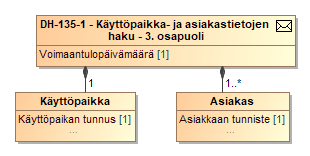 DH-135-1 - Käyttöpaikka- ja asiakastietojen
haku - 3. osapuoli
Voimaantulopäivämäärä [1]
1
1..*
Käyttöpaikka
Käyttöpaikan tunnus [1]
...
Asiakas
Asiakkaan tunniste [1]
...